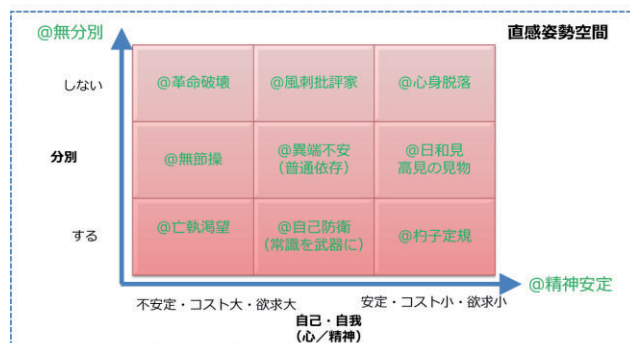 @無分別
直感姿勢空間
しない
@革命破壊
@風刺批評家
@心身脱落
分別
@無節操
@異端不安
(普通依存)
@日和見
高見の見物
する
@亡執渇望
@自己防衛
(常識を武器に)
@杓子定規
@精神安定
不安定・コスト大・欲求大
安定・コスト小・欲求小
自己・自我
(心／精神)